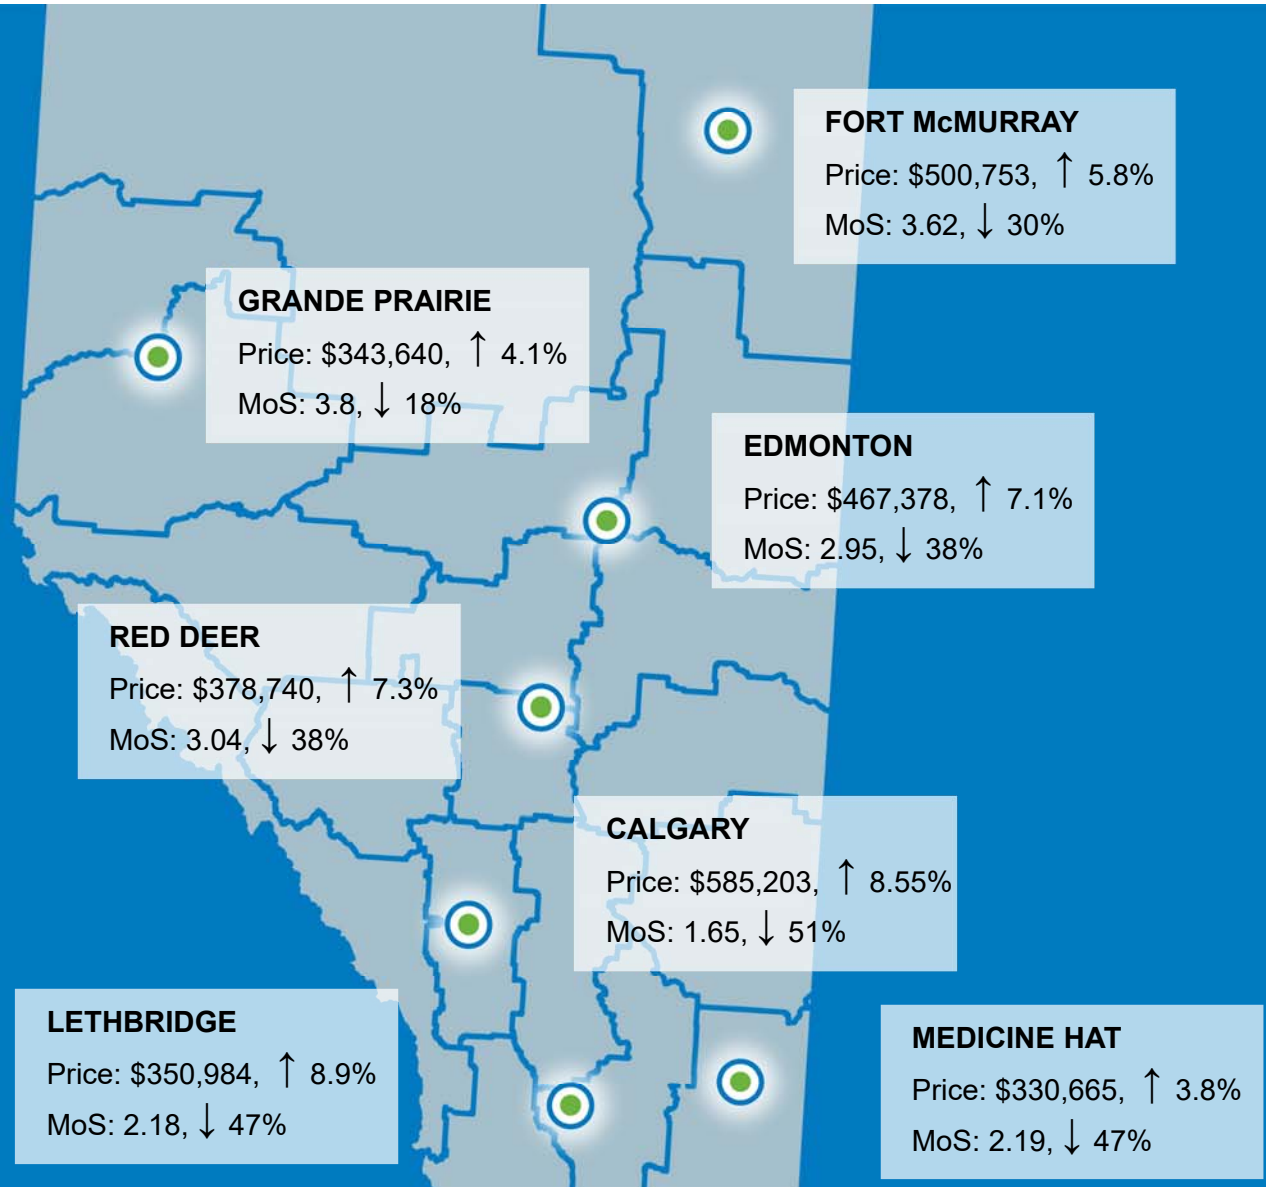 FORT McMURRAY
Price: $500,753, ↑ 5.8%
MoS: 3.62, ↓ 30%
GRANDE PRAIRIE
Price: $343,640, ↑ 4.1%
MoS: 3.8, ↓ 18%
EDMONTON
Price: $467,378, ↑ 7.1%
MoS: 2.95, ↓ 38%
RED DEER
Price: $378,740, ↑ 7.3%
MoS: 3.04, ↓ 38%
CALGARY
Price: $585,203, ↑ 8.55%
MoS: 1.65, ↓ 51%
LETHBRIDGE
Price: $350,984, ↑ 8.9%
MoS: 2.18, ↓ 47%
MEDICINE HAT
Price: $330,665, ↑ 3.8%
MoS: 2.19, ↓ 47%